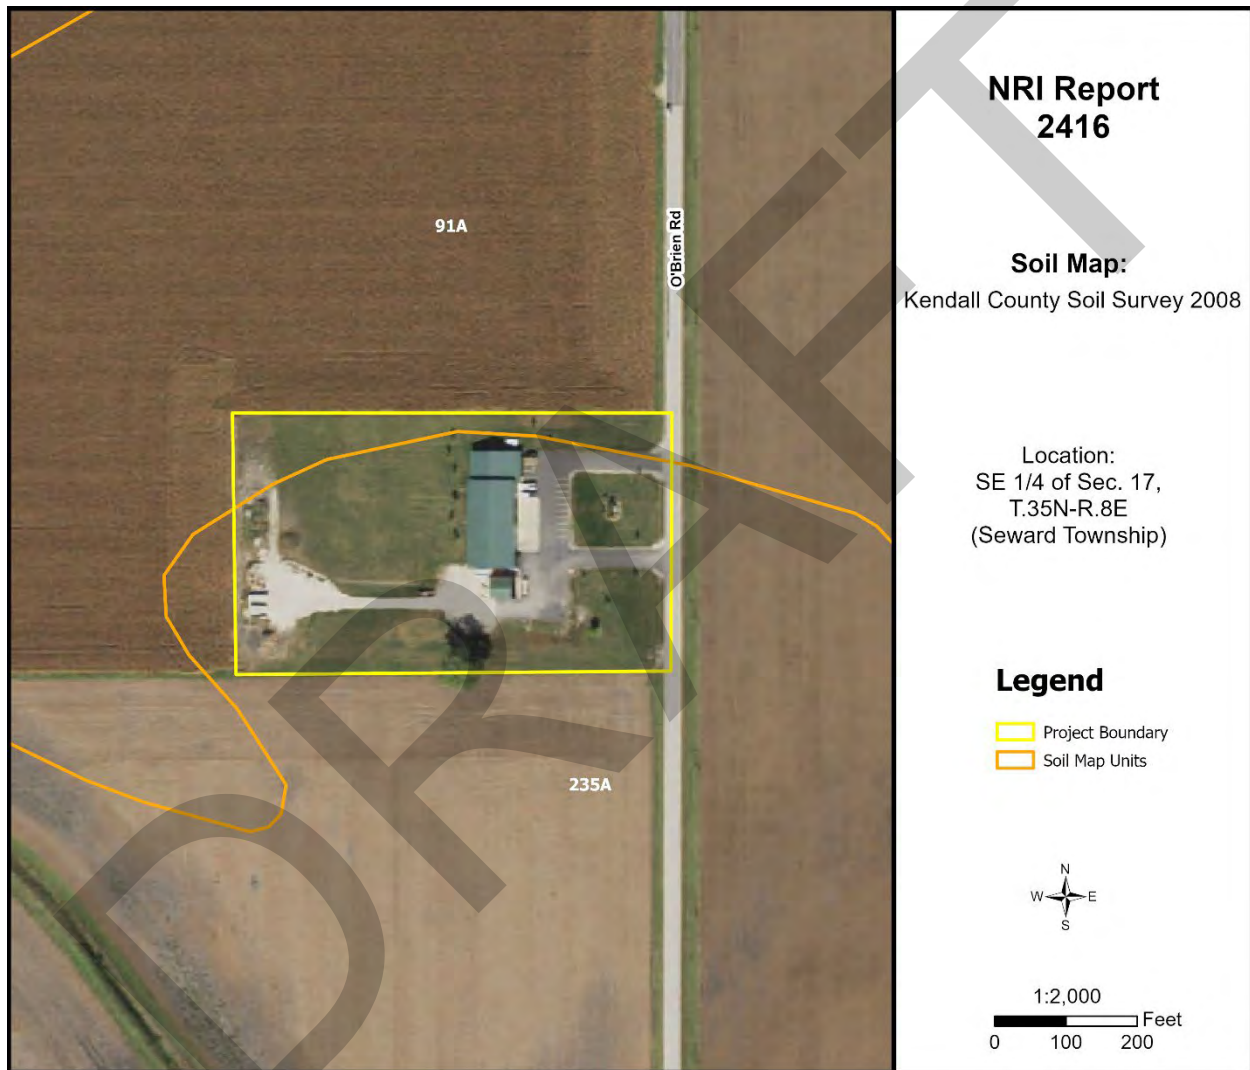 NRI Report
2416
Soil Map:
Kendall County Soil Survey 2008
Location:
SE 1/4 of Sec. 17,
T.35N-R.8E
(Seward Township)
Legend
Project Boundary
Soil Map Units
N
W E
S
1:2,000
Feet
0 100 200
91A
O'Brien Rd
235A
DRAFT